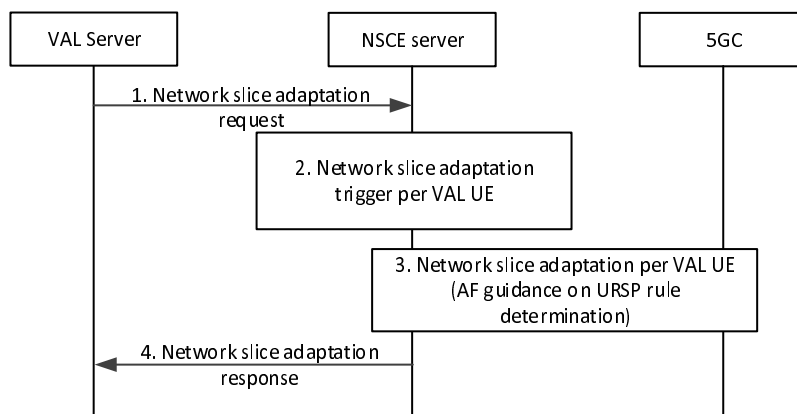 VAL Server
NSCE server
5GC
1. Network slice adaptation
request
2. Network slice adaptation
trigger per VAL UE
3. Network slice adaptation per VAL UE
(AF guidance on URSP rule
determination)
4. Network slice adaptation
response